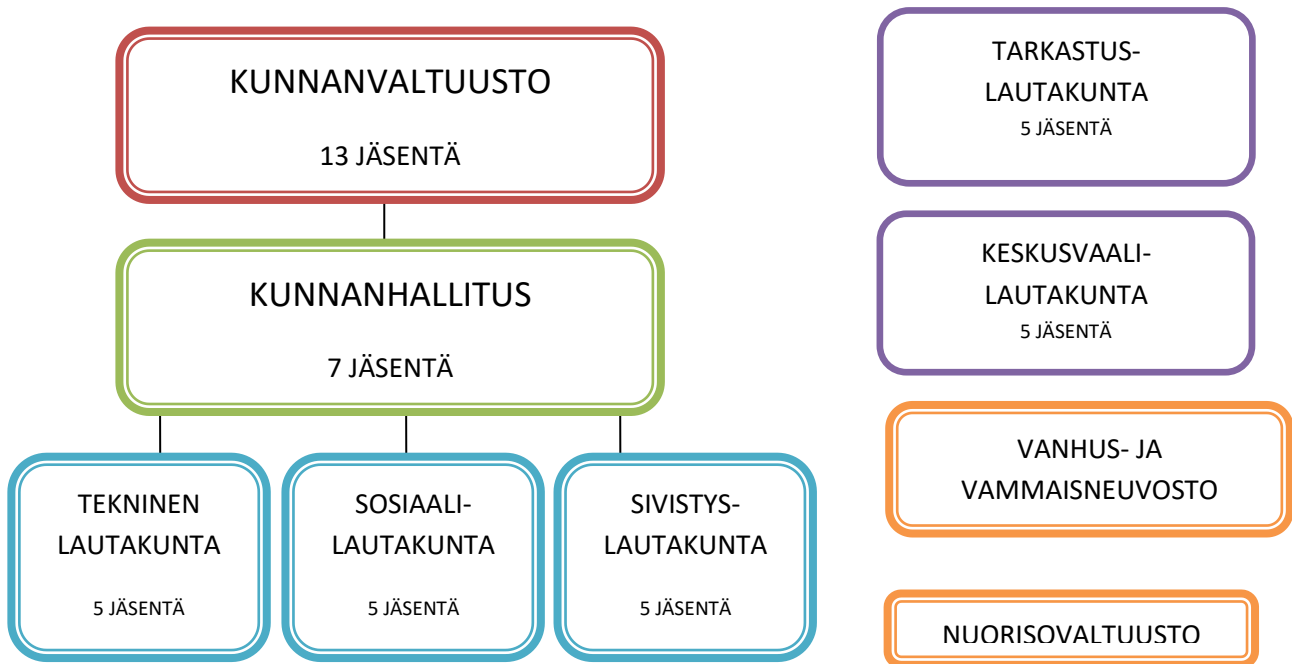 KUNNANVALTUUSTO
13 JÄSENTÄ
KUNNANHALLITUS
7 JÄSENTÄ
TEKNINEN
LAUTAKUNTA
5 JÄSENTÄ
SOSIAALI-
LAUTAKUNTA
5 JÄSENTÄ
SIVISTYS-
LAUTAKUNTA
5 JÄSENTÄ
TARKASTUS-
LAUTAKUNTA
5 JÄSENTÄ
KESKUSVAALI-
LAUTAKUNTA
5 JÄSENTÄ
VANHUS- JA
VAMMAISNEUVOSTO
NUORISOVALTUUSTO